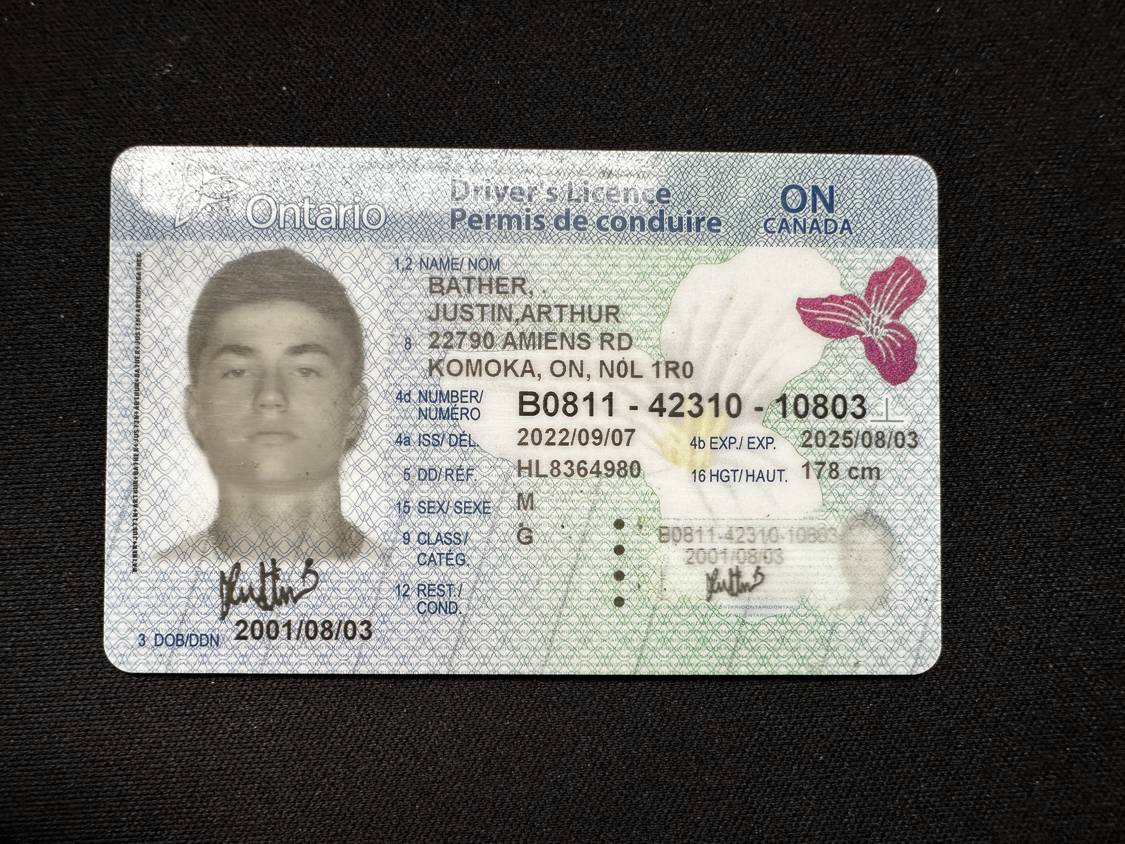 Ontario
Driver's Licence
Permis de conduire
ON
CANADA
1,2 NAME/ NOM
BATHER, .
JUSTIN,ARTHUR
8 22790 AMIENS RD
KOMOKA, ON, N0L 1R0
4d NUMBER/ NUMÉRO B0811 - 42310 - 10803
4a ISS/ DÉL. 2022/09/07 4b EXP./ EXP. 2025/08/03
5 DD/ RÉF. HL8364980 16 HGT/ HAUT. 178 cm
15 SEX/ SEXE M
9 CLASS/ CATÉG. G
B0811-42310-10803
2001/08/03
12 REST./ COND.
3 DOB/DDN 2001/08/03